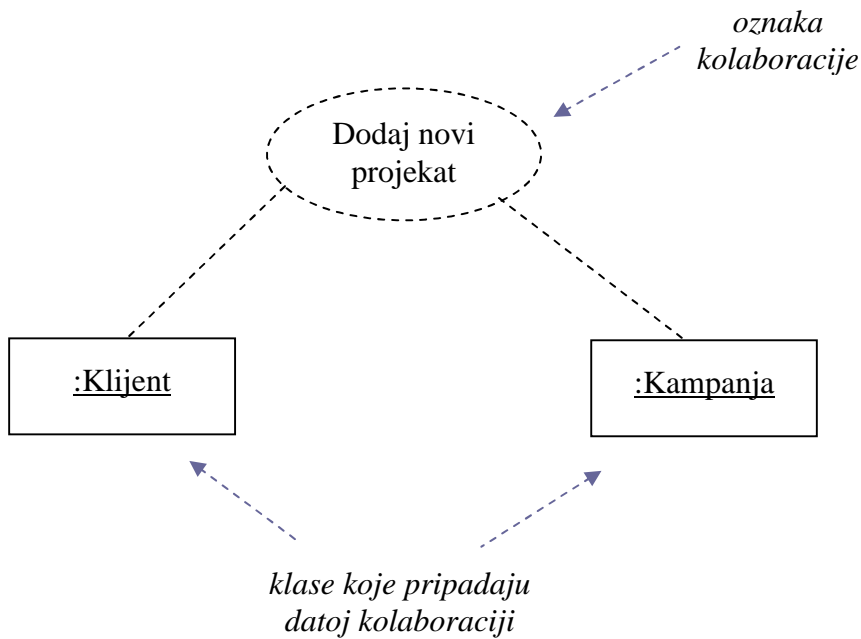 oznaka
kolaboracije
Dodaj novi
projekat
:Klijent
:Kampanja
klase koje pripadaju
datoj kolaboraciji